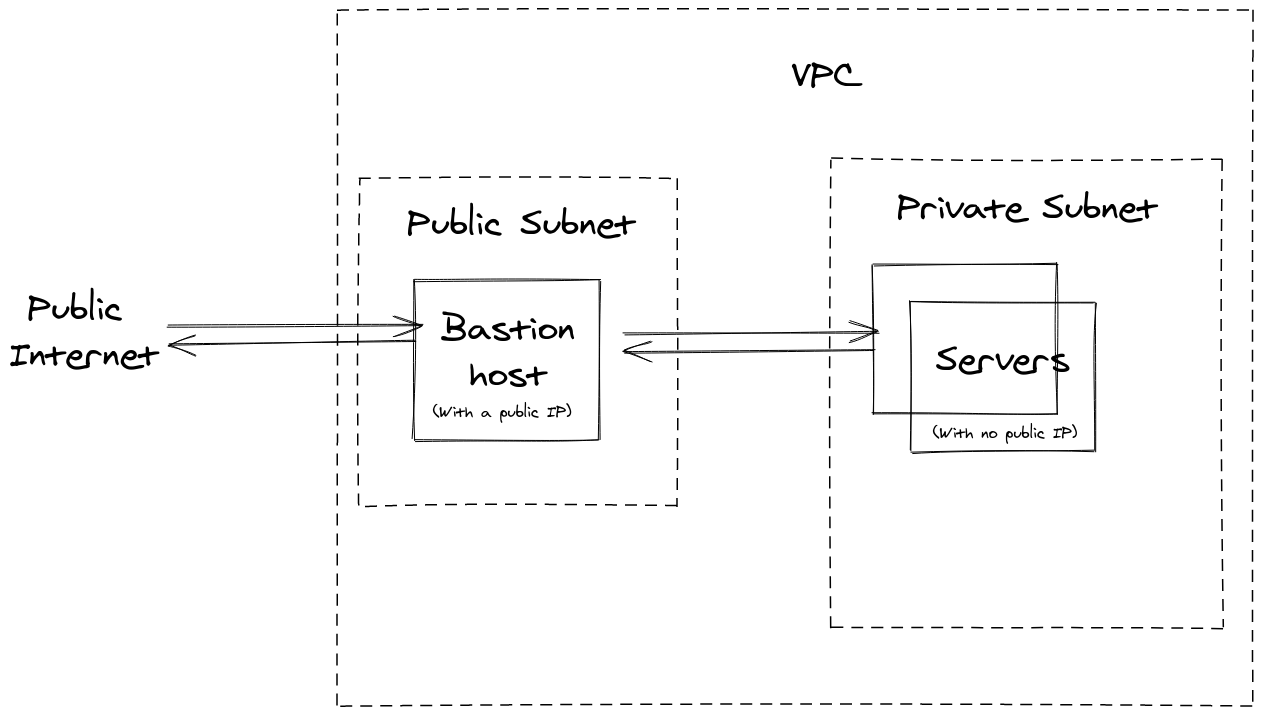 VPC
Public Subnet
Private Subnet
Public
Internet
Bastion
host
(With a public IP)
Servers
(With no public IP)